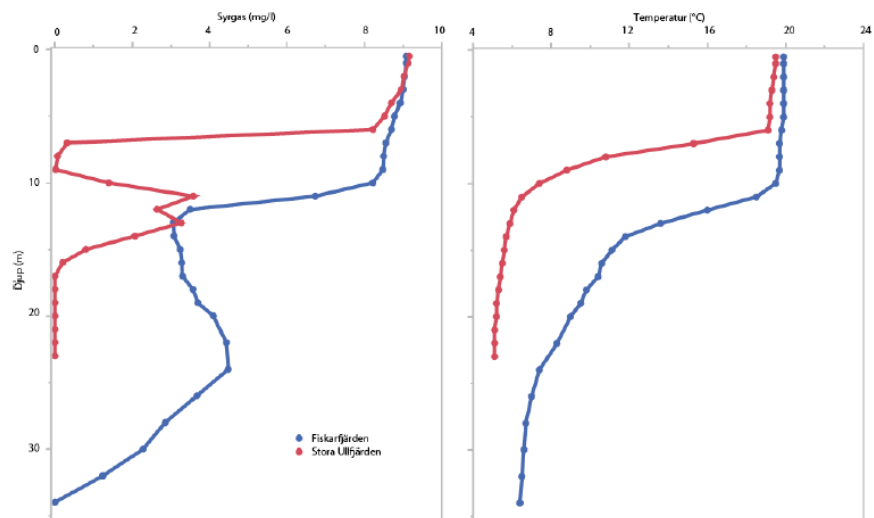 Syrgas (mg/l)
0 2 4 6 8 10
Temperatur (°C)
4 8 12 16 20 24
0
10
20
30
Djup (m)
Fiskarfjärden
Stora Ullfjärden